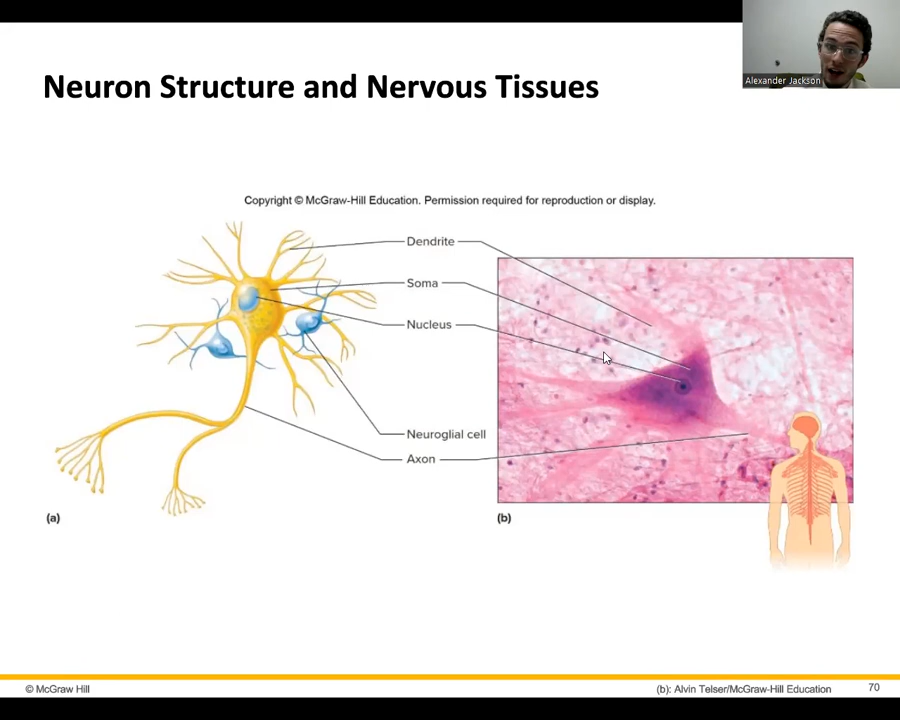 Alexander Jackson
Neuron Structure and Nervous Tissues
Copyright © McGraw-Hill Education. Permission required for reproduction or display.
Dendrite
Soma
Nucleus
Neuroglial cell
Axon
(a)
(b)
© McGraw Hill
(b): Alvin Telser/McGraw-Hill Education
70